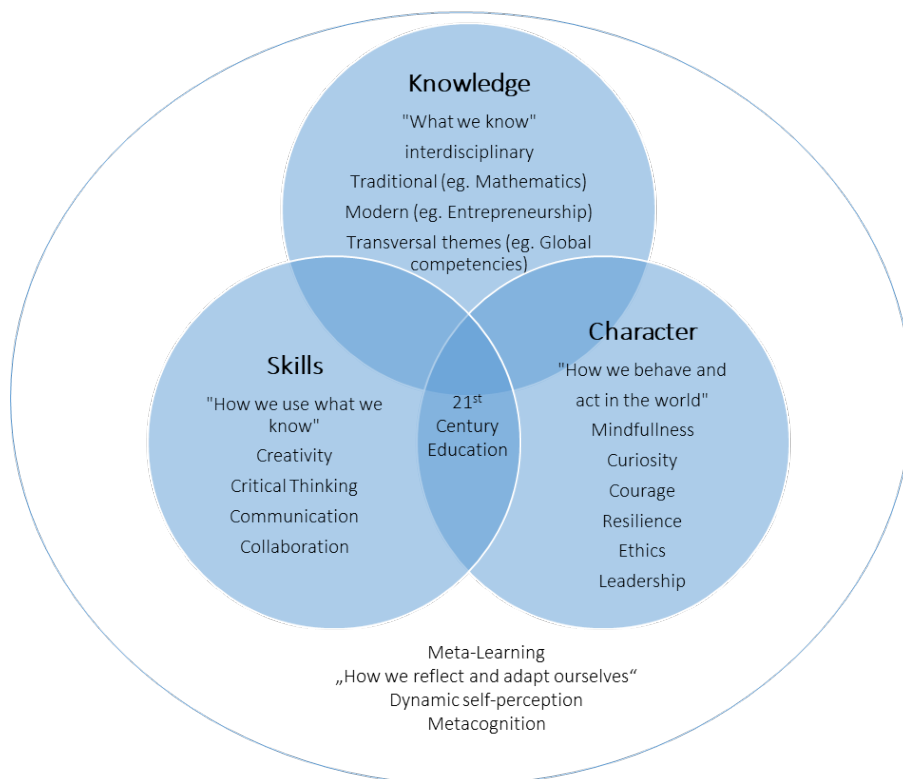 Knowledge
"What we know"
interdisciplinary
Traditional (eg. Mathematics)
Modern (eg. Entrepreneurship)
Transversal themes (eg. Global
competencies)
Skills
"How we use what we
know"
Creativity
Critical Thinking
Communication
Collaboration
21st
Century
Education
Character
"How we behave and
act in the world"
Mindfullness
Curiosity
Courage
Resilience
Ethics
Leadership
Meta-Learning
„How we reflect and adapt ourselves“
Dynamic self-perception
Metacognition